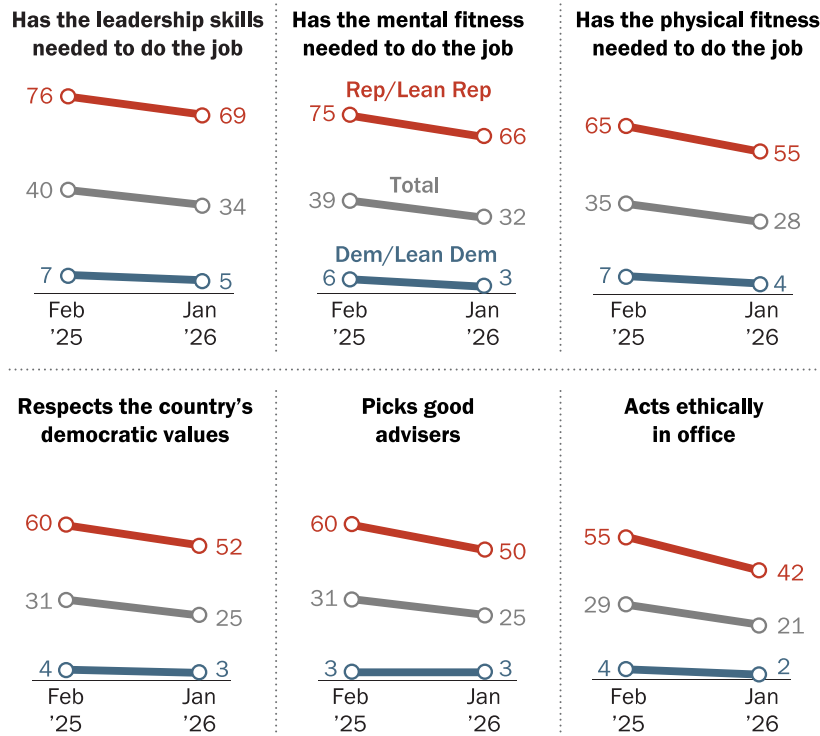 Has the leadership skills
needed to do the job
76
69
40
34
7
5
Feb
’25
Jan
’26
Has the mental fitness
needed to do the job
Rep/Lean Rep
75
66
Total
39
32
Dem/Lean Dem
6
3
Feb
’25
Jan
’26
Has the physical fitness
needed to do the job
65
55
35
28
7
4
Feb
’25
Jan
’26
Respects the country’s
democratic values
60
52
31
25
4
3
Feb
’25
Jan
’26
Picks good
advisers
60
50
31
25
3
3
Feb
’25
Jan
’26
Acts ethically
in office
55
42
29
21
4
2
Feb
’25
Jan
’26